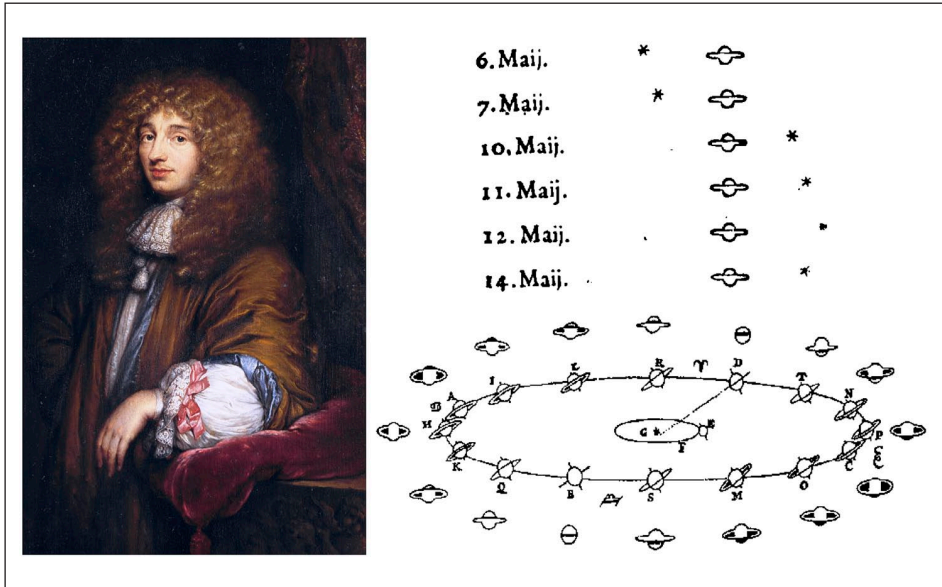 6. Maij.
7. Maij.
10. Maij.
11. Maij.
12. Maij.
14. Maij.
R ♈ D
L T
I N
A
B
H G E P
F
K C
Q B S M O